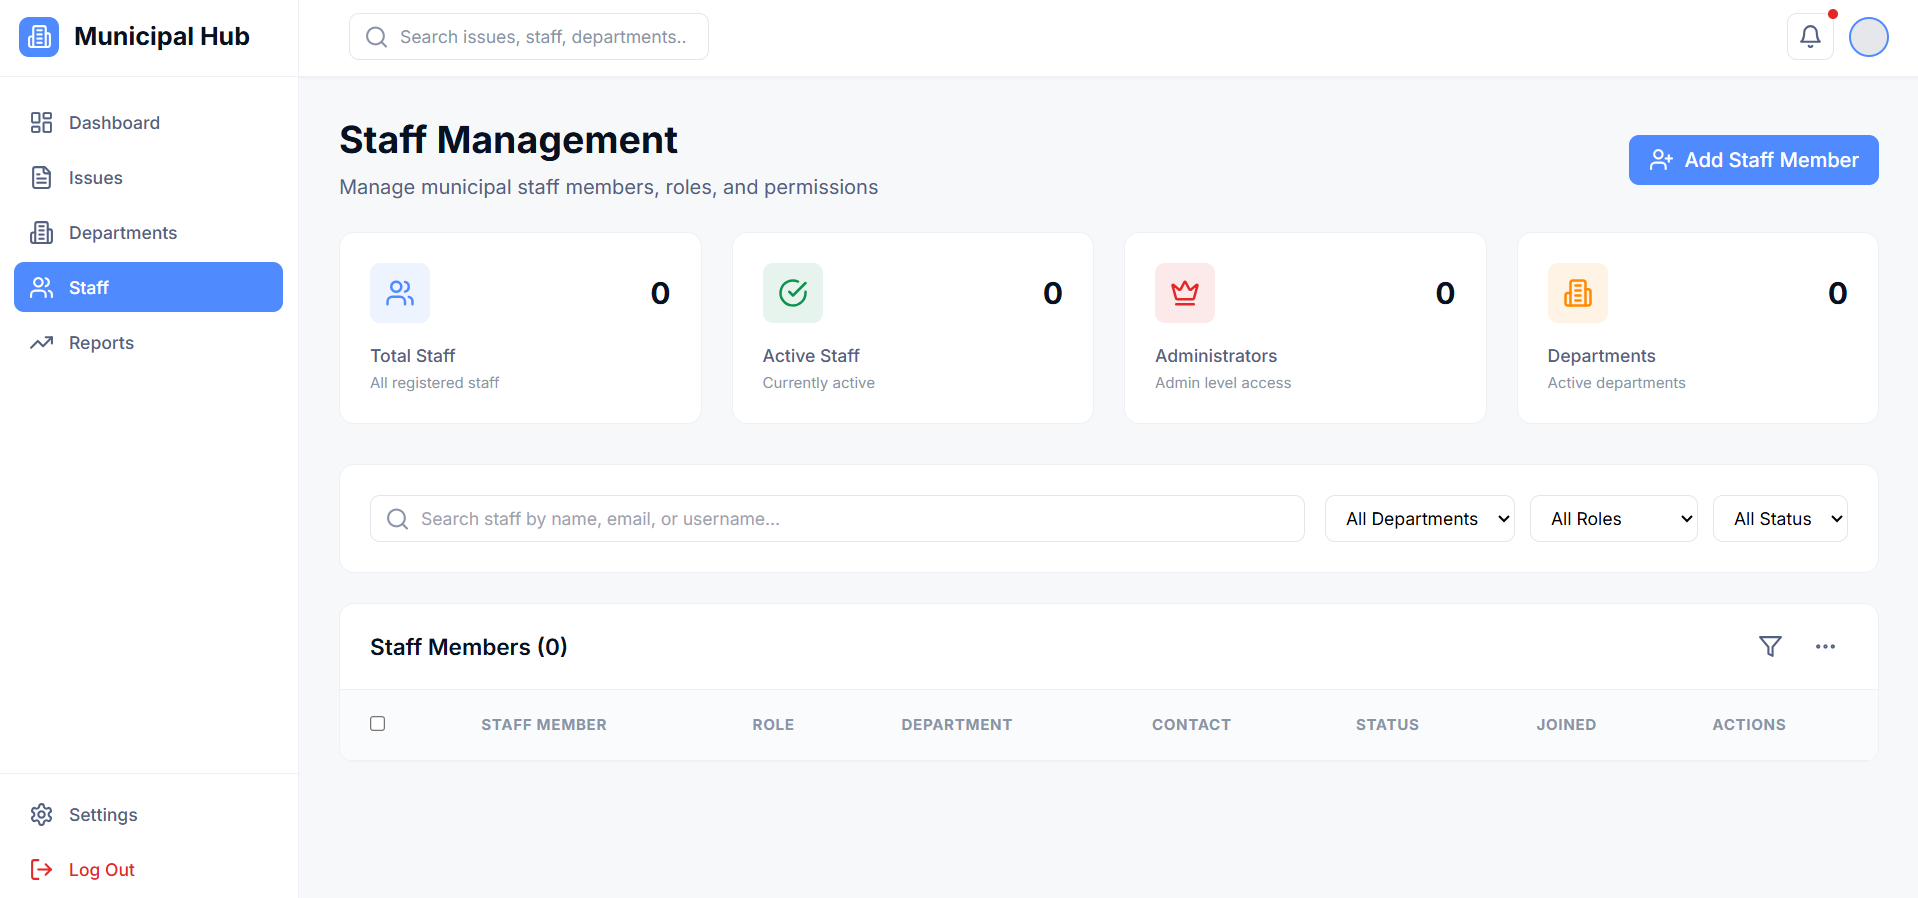 Municipal Hub
Search issues, staff, departments..
Dashboard
Issues
Departments
Staff
Reports
Settings
Log Out
Staff Management
Manage municipal staff members, roles, and permissions
Add Staff Member
0
Total Staff
All registered staff
0
Active Staff
Currently active
0
Administrators
Admin level access
0
Departments
Active departments
Search staff by name, email, or username...
All Departments
All Roles
All Status
Staff Members (0)
STAFF MEMBER ROLE DEPARTMENT CONTACT STATUS JOINED ACTIONS